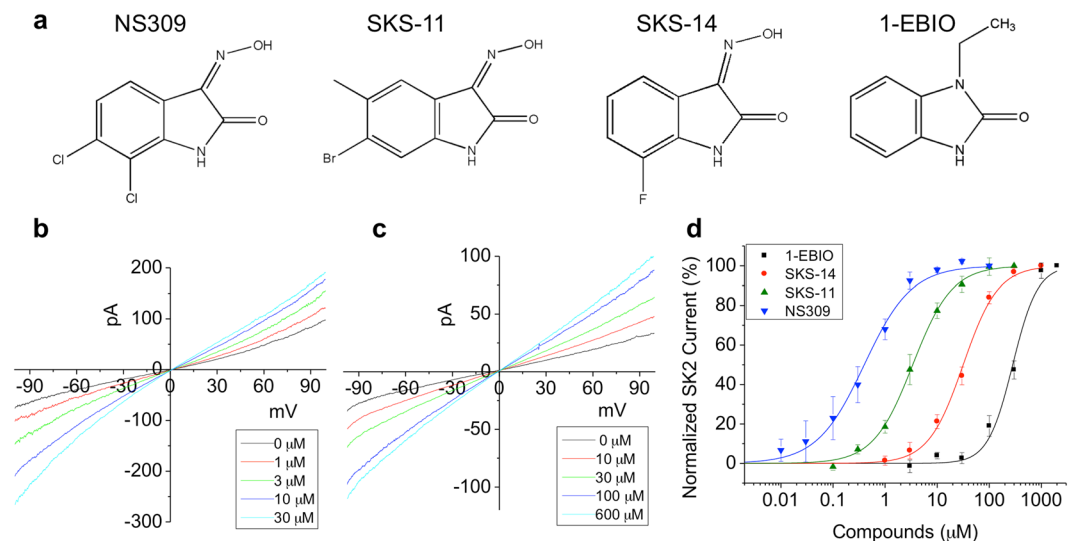 a
NS309
SKS-11
SKS-14
1-EBIO
N
OH
O
NH
Cl
Cl
N
OH
O
NH
Br
N
OH
O
NH
F
CH3
N
O
NH
b
200
100
0
-100
-200
-300
pA
-90
-60
-30
0
30
60
90
mV
0 μM
1 μM
3 μM
10 μM
30 μM
c
100
50
0
-50
-100
pA
-90
-60
-30
0
30
60
90
mV
0 μM
10 μM
30 μM
100 μM
600 μM
d
1-EBIO
SKS-14
SKS-11
NS309
Normalized SK2 Current (%)
100
80
60
40
20
0
0.01
0.1
1
10
100
1000
Compounds (μM)